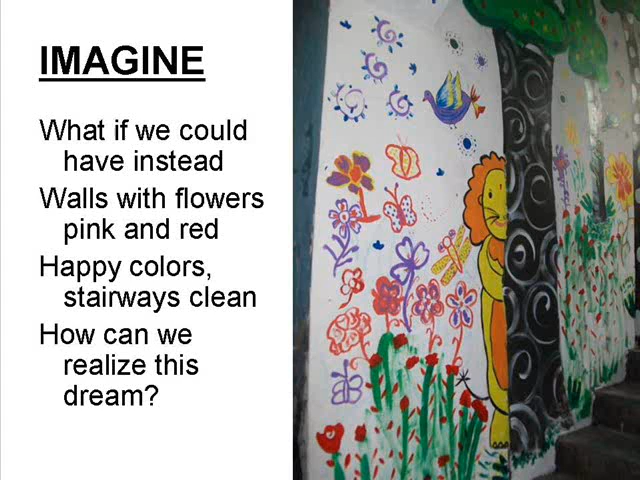 IMAGINE
What if we could
have instead
Walls with flowers
pink and red
Happy colors,
stairways clean
How can we
realize this
dream?